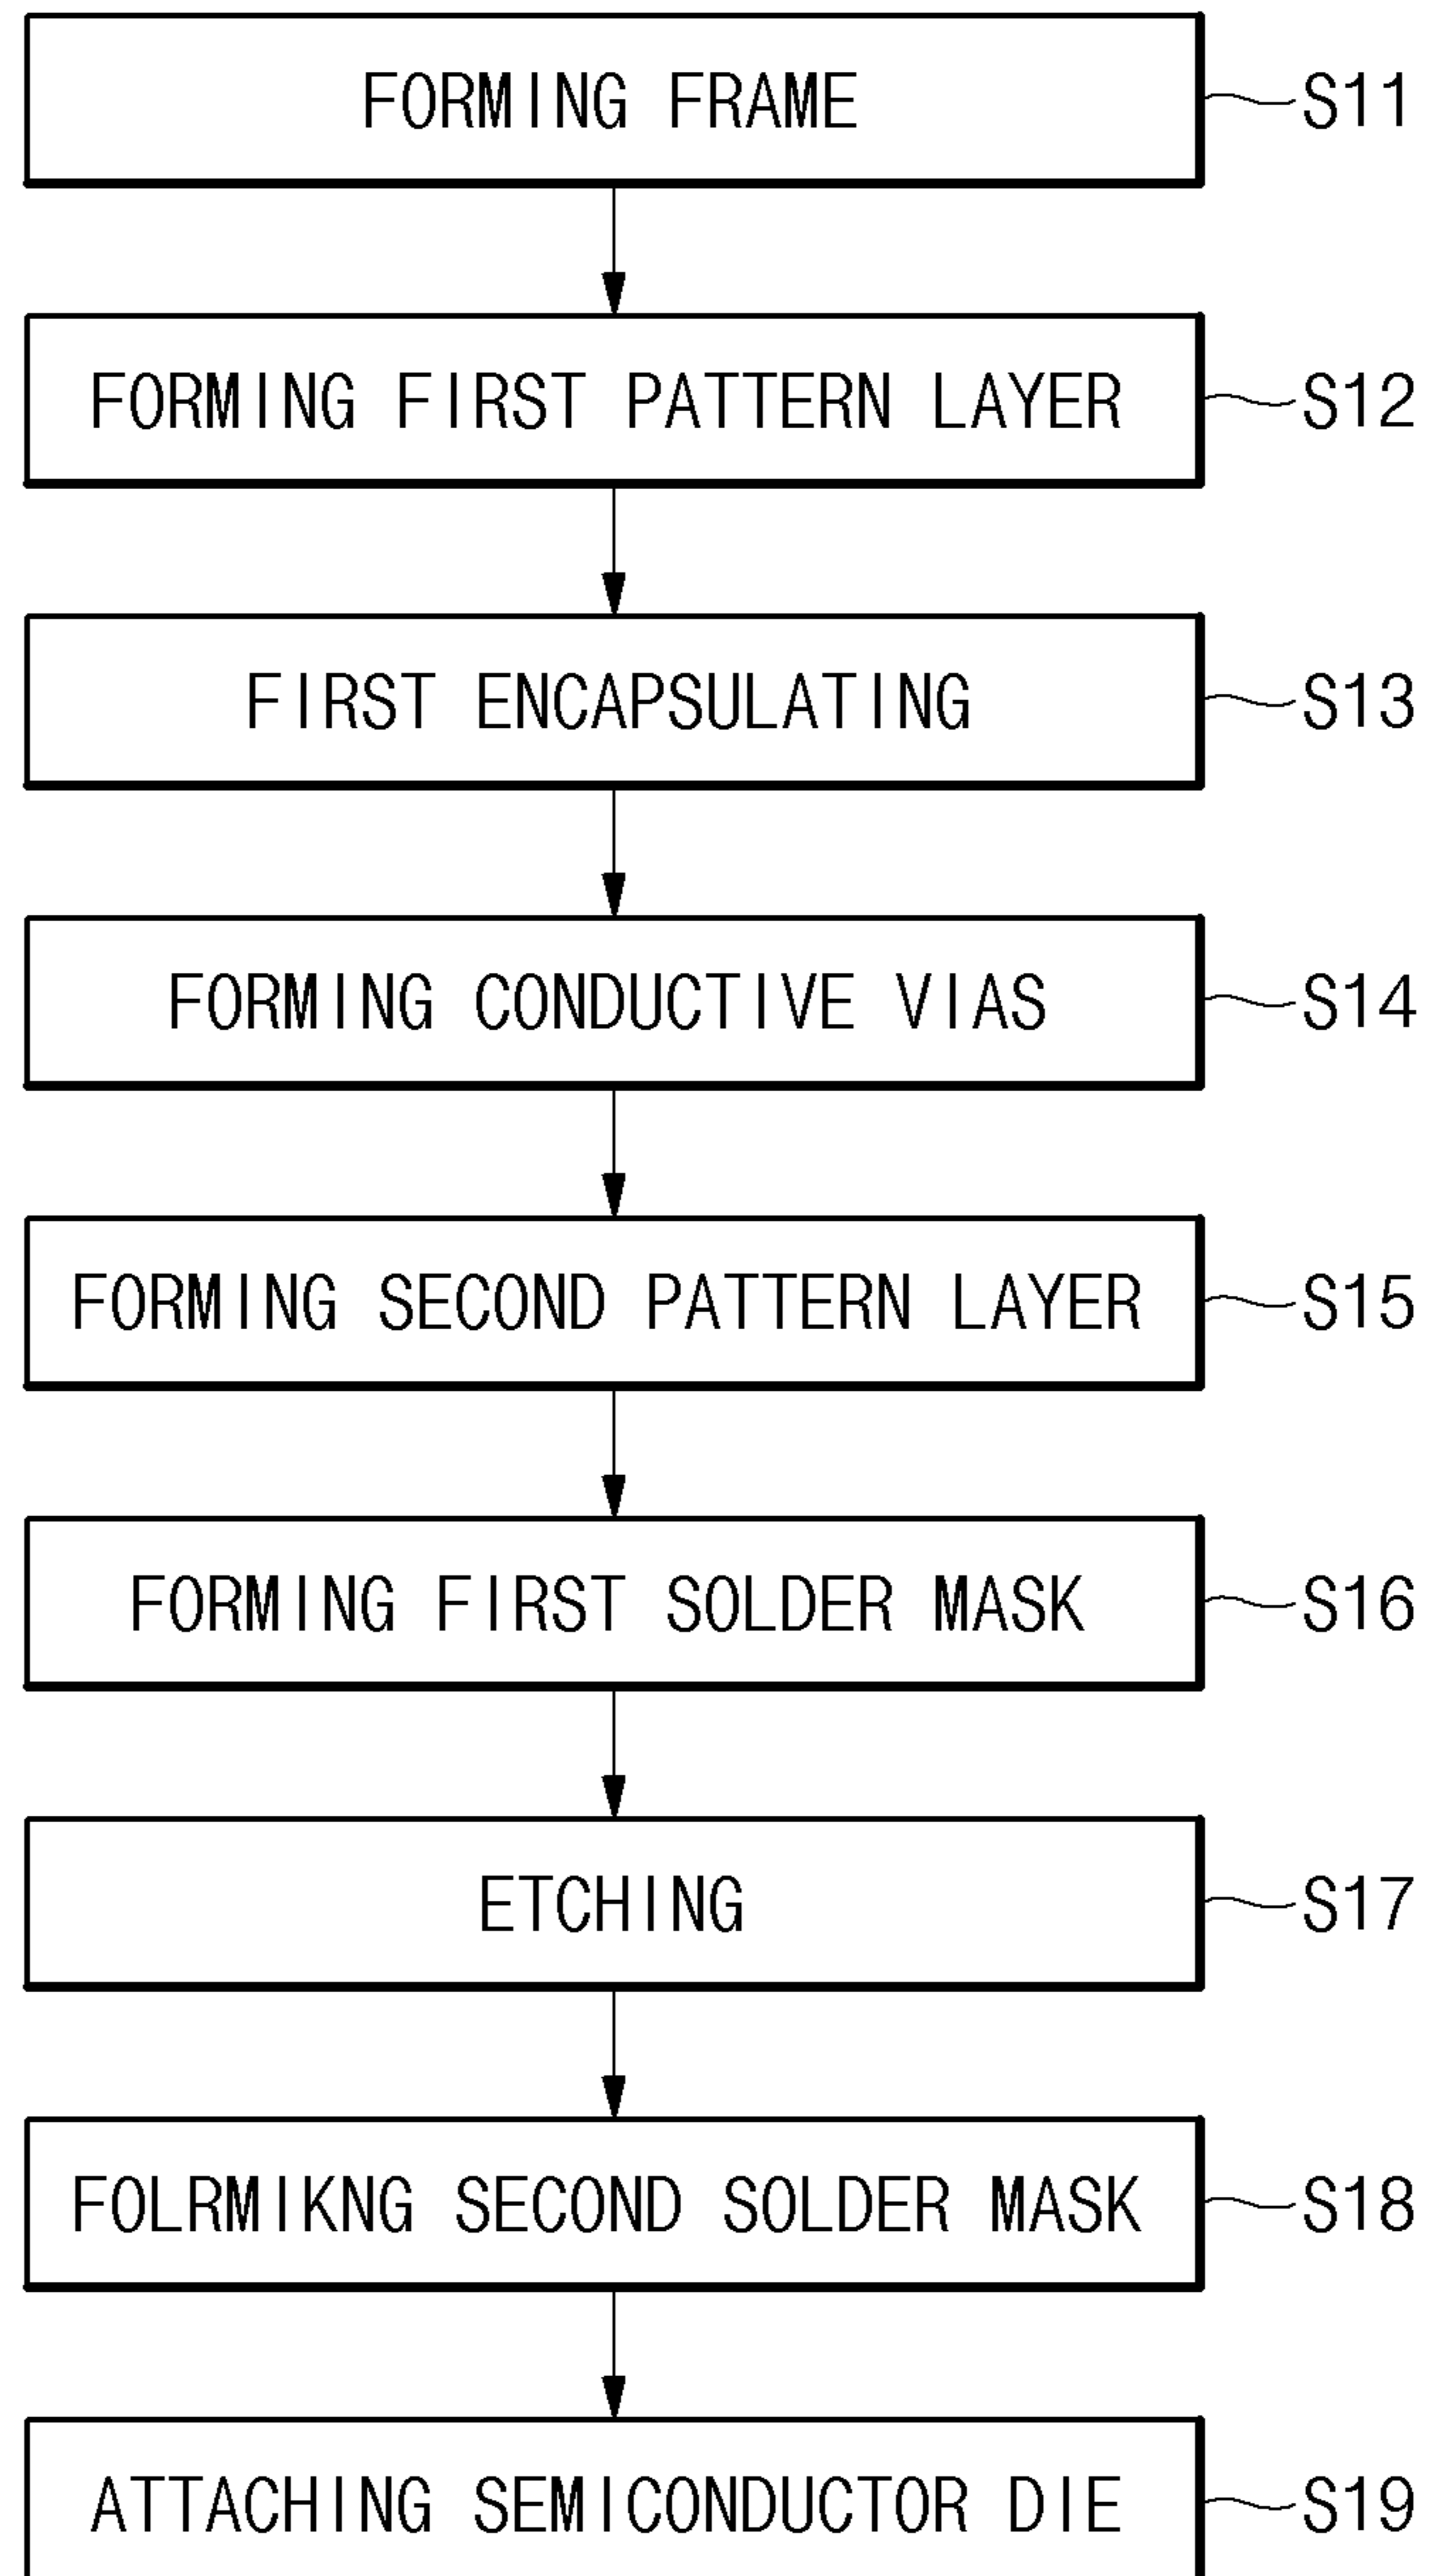 FORMING FRAME S11
FORMING FIRST PATTERN LAYER S12
FIRST ENCAPSULATING S13
FORMING CONDUCTIVE VIAS S14
FORMING SECOND PATTERN LAYER S15
FORMING FIRST SOLDER MASK S16
ETCHING S17
FOLRMIKNG SECOND SOLDER MASK S18
ATTACHING SEMICONDUCTOR DIE S19